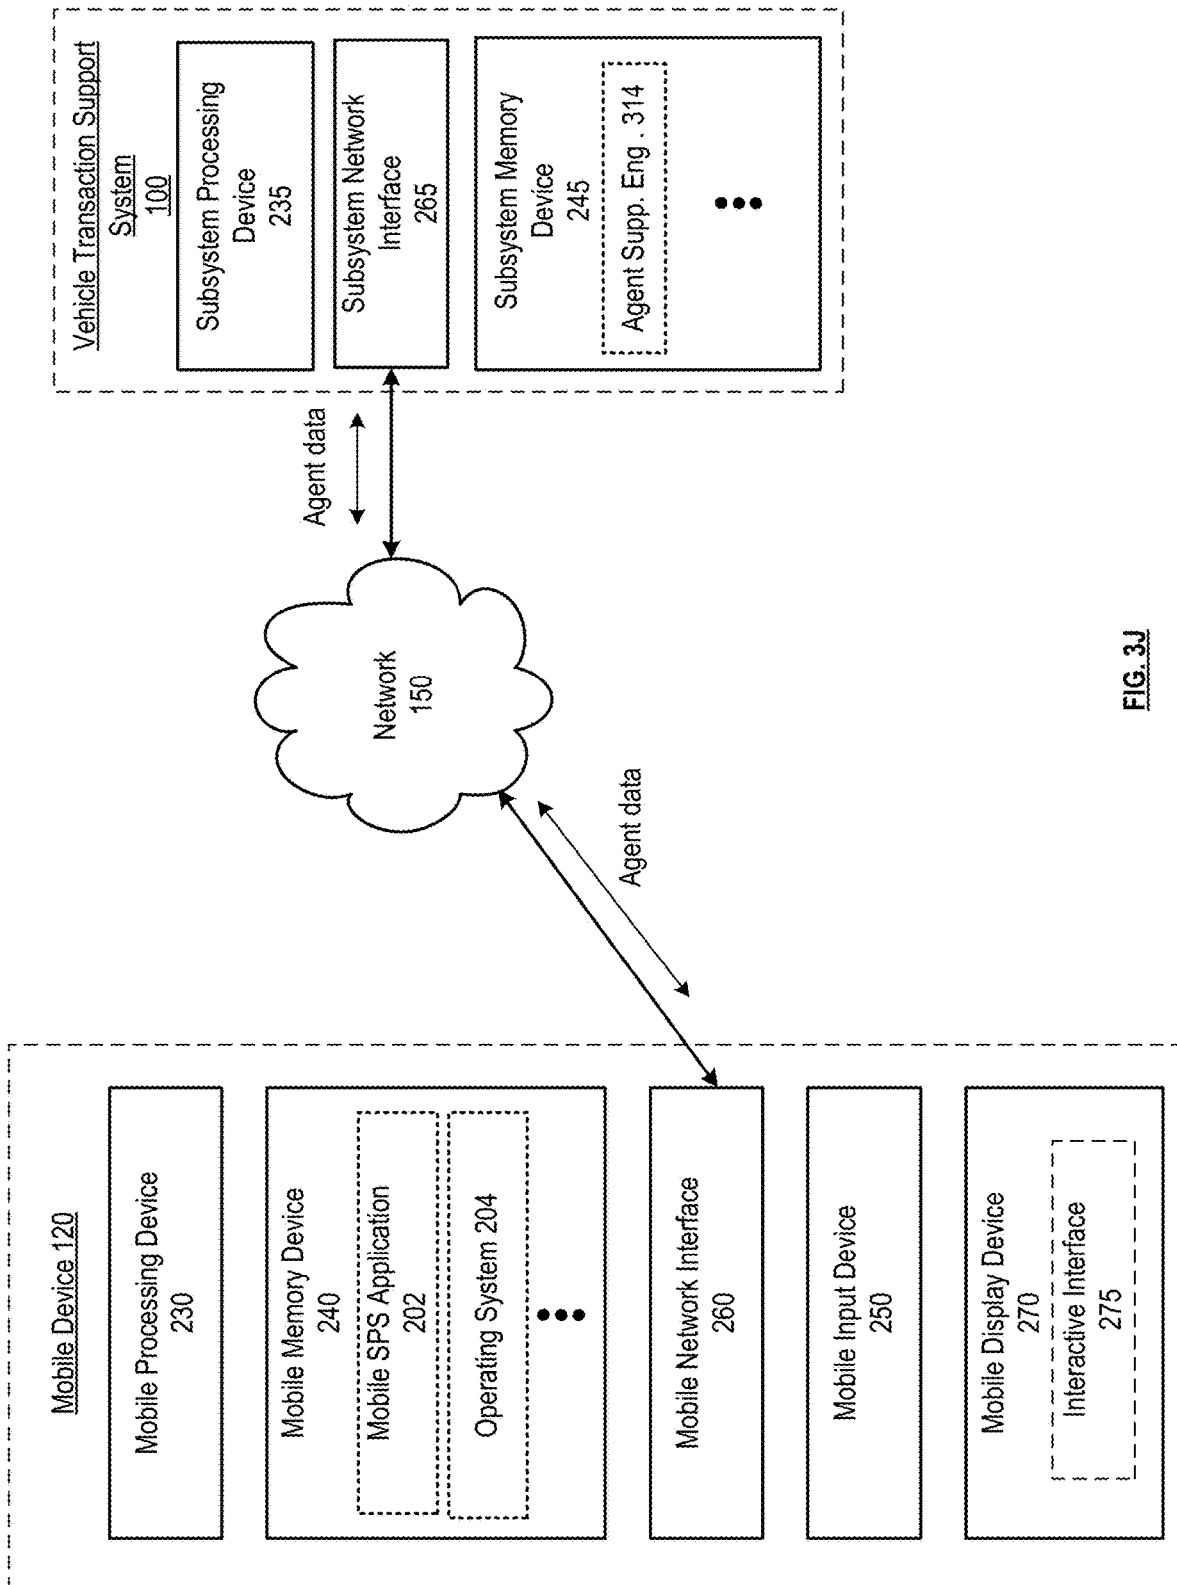 Mobile Device 120
Mobile Processing Device
230
Mobile Memory Device
240
Mobile SPS Application
202
Operating System 204
Mobile Network Interface
260
Mobile Input Device
250
Mobile Display Device
270
Interactive Interface
275
Agent data
Network
150
Agent data
Vehicle Transaction Support
System
100
Subsystem Processing
Device
235
Subsystem Network
Interface
265
Subsystem Memory
Device
245
Agent Supp. Eng . 314
FIG. 3J